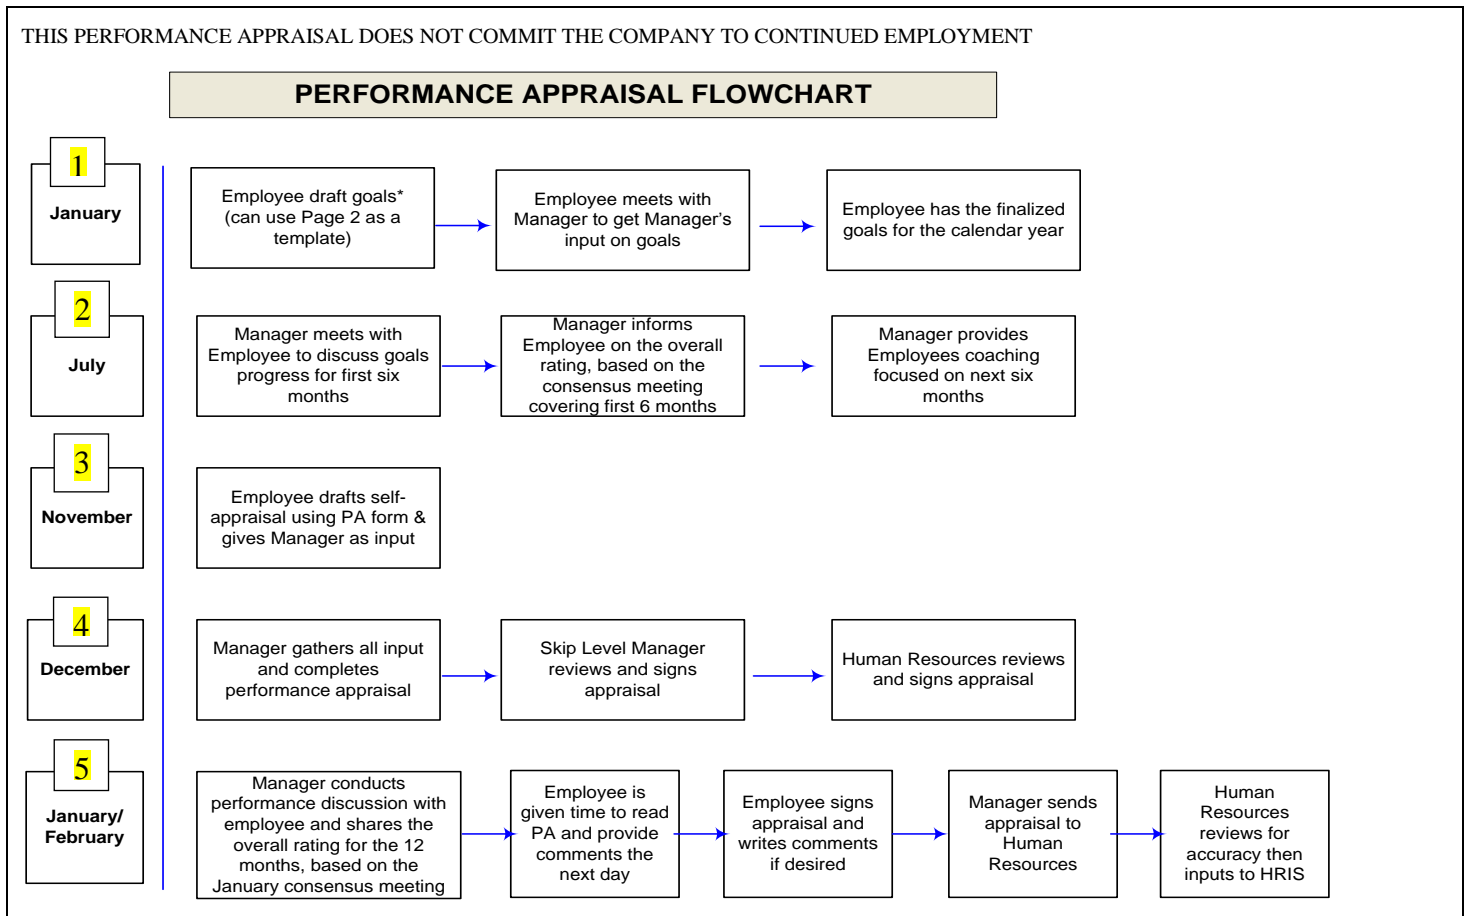 THIS PERFORMANCE APPRAISAL DOES NOT COMMIT THE COMPANY TO CONTINUED EMPLOYMENT
PERFORMANCE APPRAISAL FLOWCHART
1
January
Employee draft goals*
(can use Page 2 as a
template)
Employee meets with
Manager to get Manager's
input on goals
Employee has the finalized
goals for the calendar year
2
July
Manager meets with
Employee to discuss goals
progress for first six
months
Manager informs
Employee on the overall
rating, based on the
consensus meeting
covering first 6 months
Manager provides
Employees coaching
focused on next six
months
3
November
Employee drafts self-
appraisal using PA form &
gives Manager as input
4
December
Manager gathers all input
and completes
performance appraisal
Skip Level Manager
reviews and signs
appraisal
Human Resources reviews
and signs appraisal
5
January/
February
Manager conducts
performance discussion with
employee and shares the
overall rating for the 12
months, based on the
January consensus meeting
Employee is
given time to read
PA and provide
comments the
next day
Employee signs
appraisal and
writes comments
if desired
Manager sends
appraisal to
Human
Resources
Human
Resources
reviews for
accuracy then
inputs to HRIS